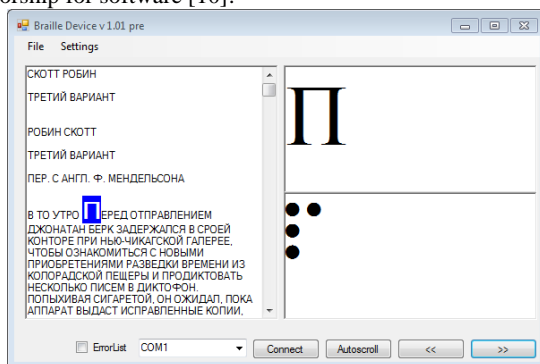 orship for software [16].
Braille Device v 1.01 pre
File Settings
СКОТТ РОБИН
ТРЕТИЙ ВАРИАНТ
РОБИН СКОТТ
ТРЕТИЙ ВАРИАНТ
ПЕР. С АНГЛ. Ф. МЕНДЕЛЬСОНА
В ТО УТРО ПЕРЕД ОТПРАВЛЕНИЕМ
ДЖОНАТАН БЕРК ЗАДЕРЖАЛСЯ В СРОЕЙ
КОНТОРЕ ПРИ НЬЮ-ЧИКАГСКОЙ ГАЛЕРЕЕ,
ЧТОБЫ ОЗНАКОМИТЬСЯ С НОВЫМИ
ПРИОБРЕТЕНИЯМИ РАЗВЕДКИ ВРЕМЕНИ ИЗ
КОЛОРАДСКОЙ ПЕЩЕРЫ И ПРОДИКТОВАТЬ
НЕСКОЛЬКО ПИСЕМ В ДИКТОФОН.
ПОПЫХИВАЯ СИГАРЕТОЙ, ОН ОЖИДАЛ, ПОКА
АППАРАТ ВЫДАСТ ИСПРАВЛЕННЫЕ КОПИИ,
П
ErrorList COM1 Connect Autoscroll << >>